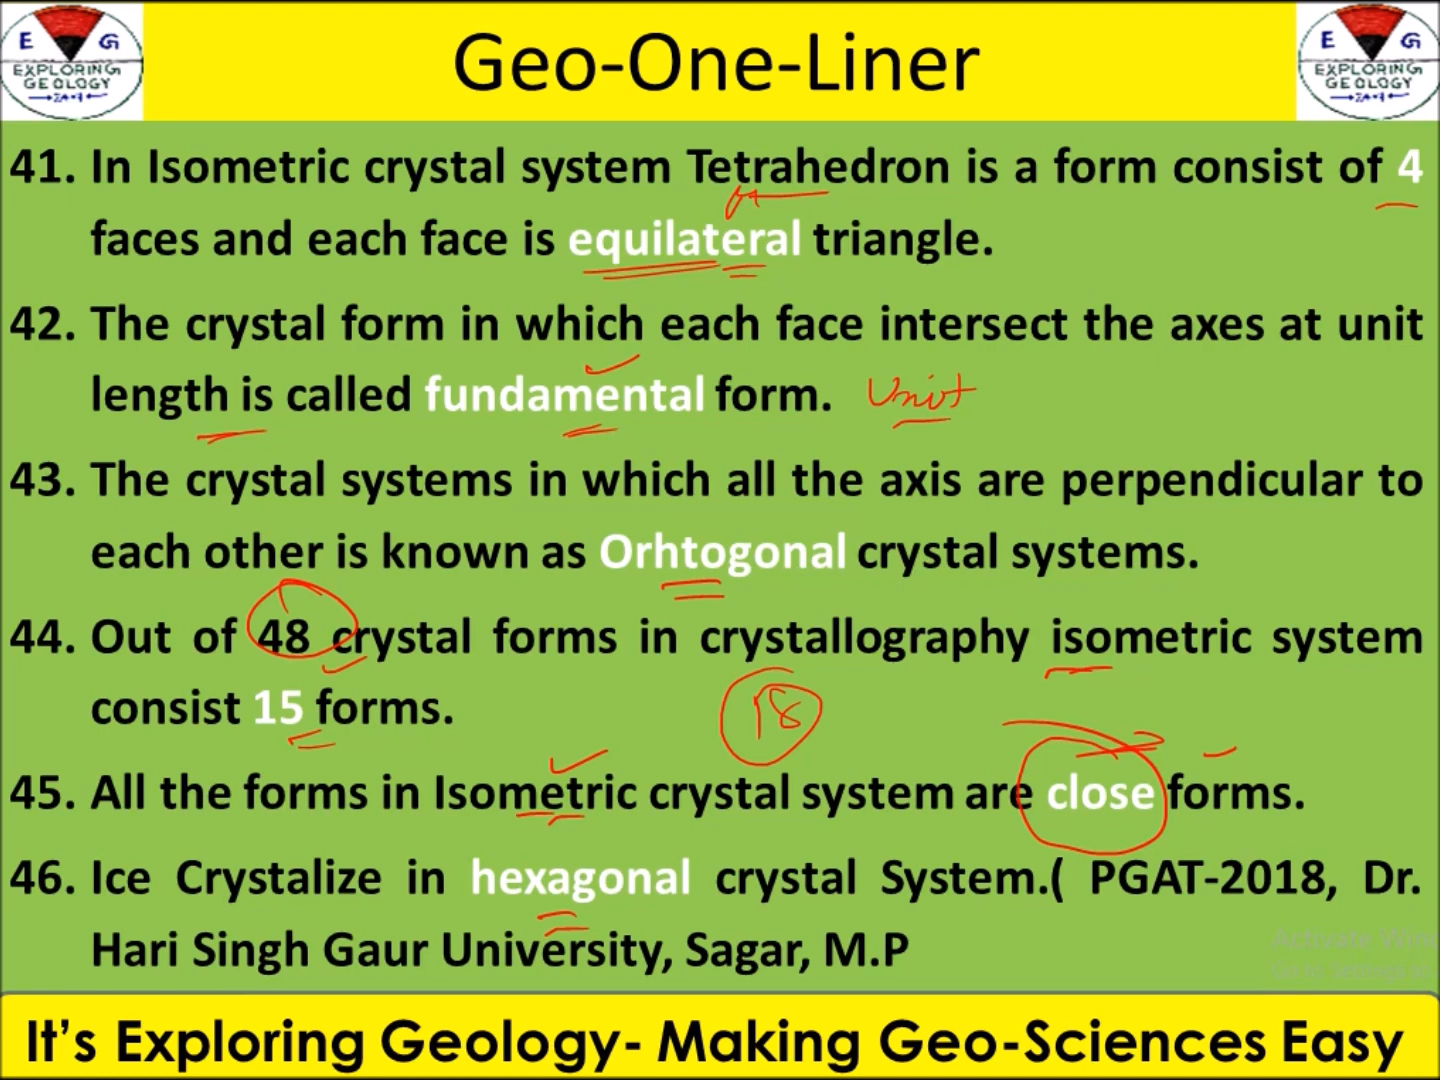 E G
EXPLORING
GEOLOGY
Geo-One-Liner
E G
EXPLORING
GEOLOGY
41. In Isometric crystal system Tetrahedron is a form consist of 4
faces and each face is equilateral triangle.
42. The crystal form in which each face intersect the axes at unit
length is called fundamental form. Unit
43. The crystal systems in which all the axis are perpendicular to
each other is known as Orhtogonal crystal systems.
44. Out of 48 crystal forms in crystallography isometric system
consist 15 forms. 18
45. All the forms in Isometric crystal system are close forms.
46. Ice Crystalize in hexagonal crystal System.( PGAT-2018, Dr.
Hari Singh Gaur University, Sagar, M.P
Activate Win
It's Exploring Geology- Making Geo-Sciences Easy